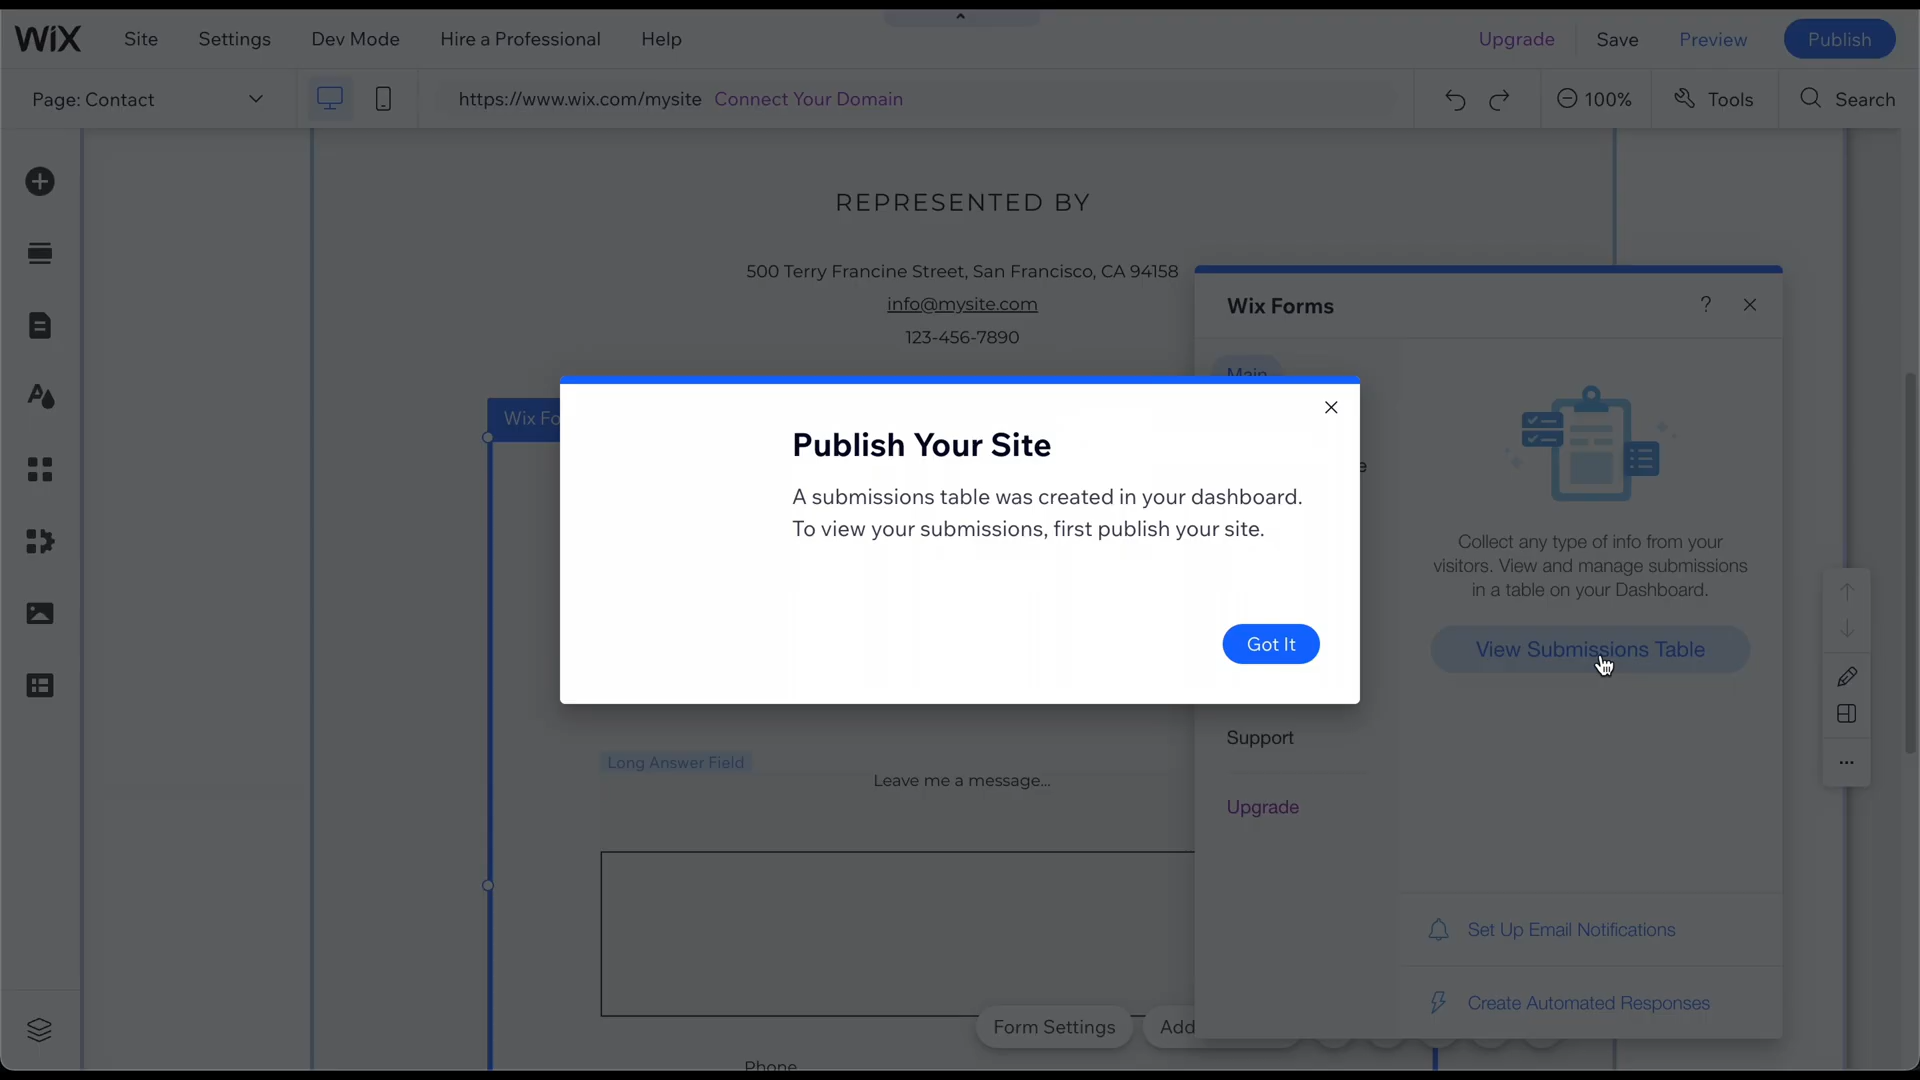 WiX Site Settings Dev Mode Hire a Professional Help Upgrade Save Preview Publish
Page: Contact https://www.wix.com/mysite Connect Your Domain 100% Tools Search
REPRESENTED BY
500 Terry Francine Street, San Francisco, CA 94158
info@mysite.com
123-456-7890
Wix Forms ?
Main
Wix Fo
Publish Your Site
A submissions table was created in your dashboard.
To view your submissions, first publish your site.
Got It
e
Collect any type of info from your
visitors. View and manage submissions
in a table on your Dashboard.
View Submissions Table
Support
Upgrade
Long Answer Field
Leave me a message...
Set Up Email Notifications
Create Automated Responses
Form Settings Add
Phone